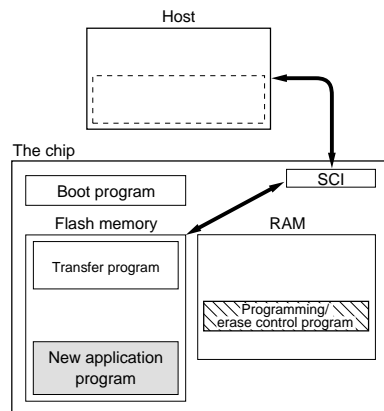 Host
The chip
SCI
Boot program
Flash memory
RAM
Transfer program
Programming/
erase control program
New application
program